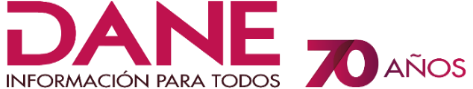 DANE
INFORMACIÓN PARA TODOS
70 AÑOS